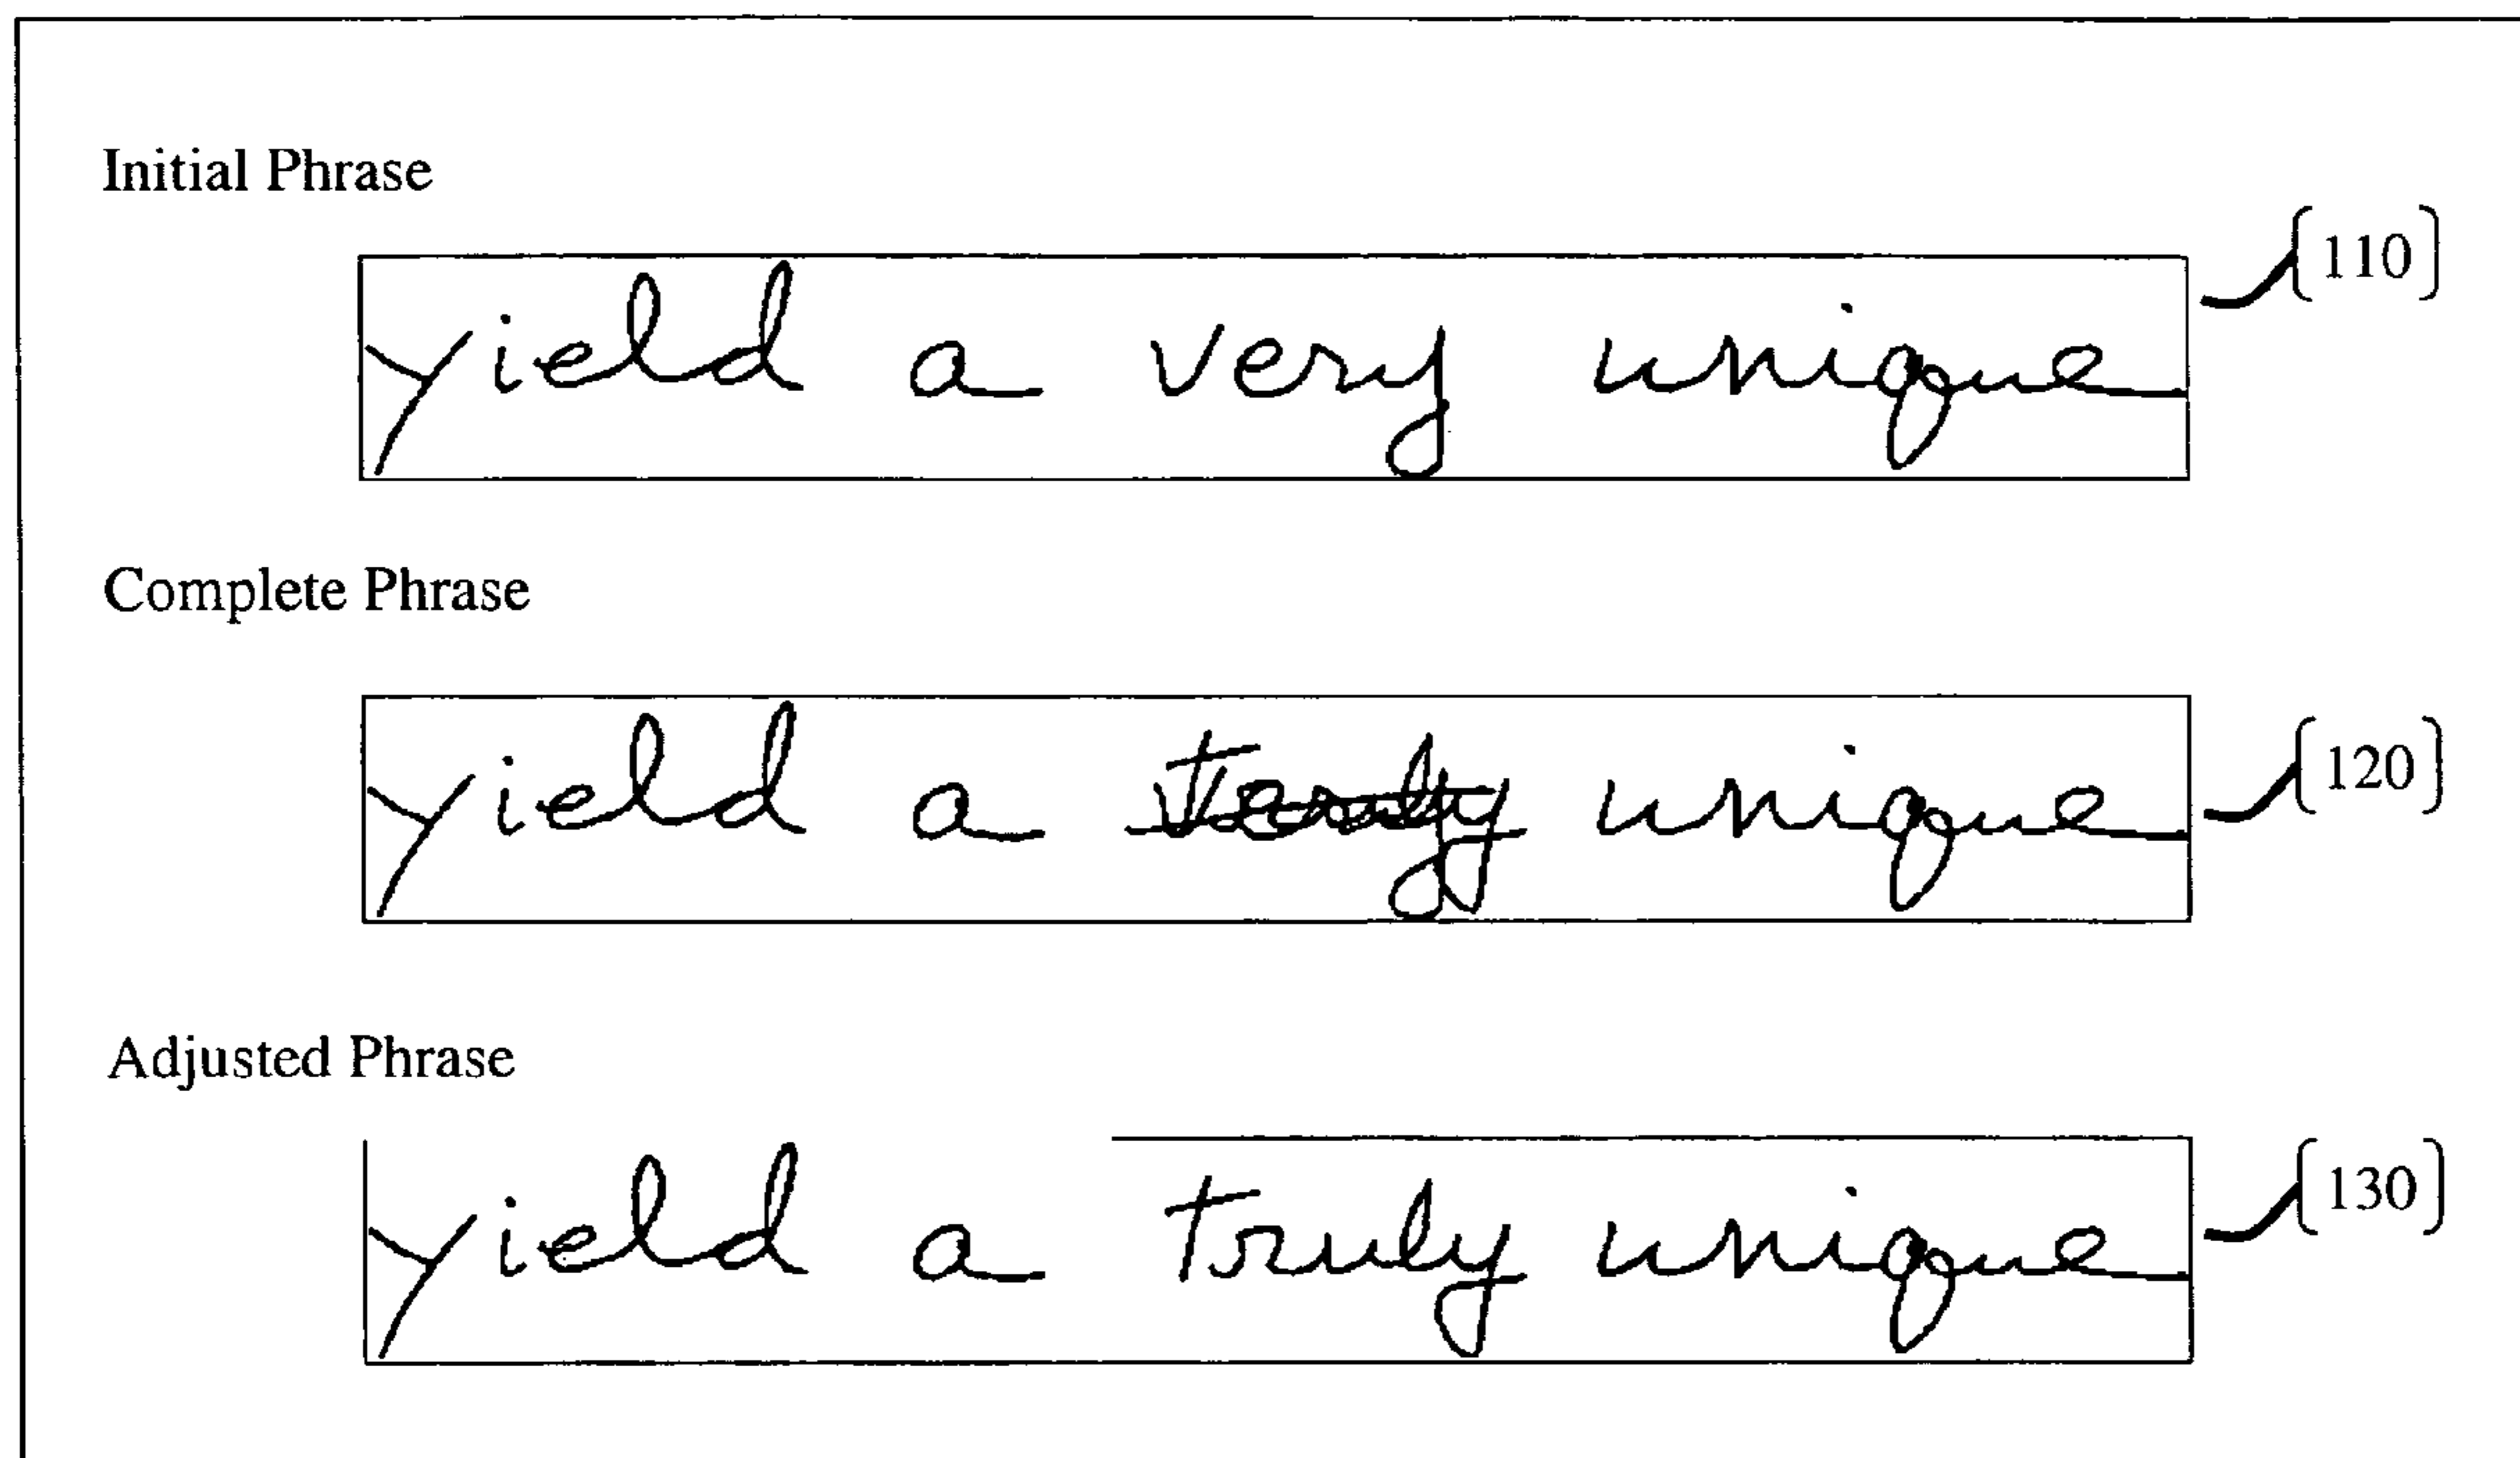 Initial Phrase
[110]
yield a very unique
Complete Phrase
[120]
yield a unique
Adjusted Phrase
[130]
yield a truly unique